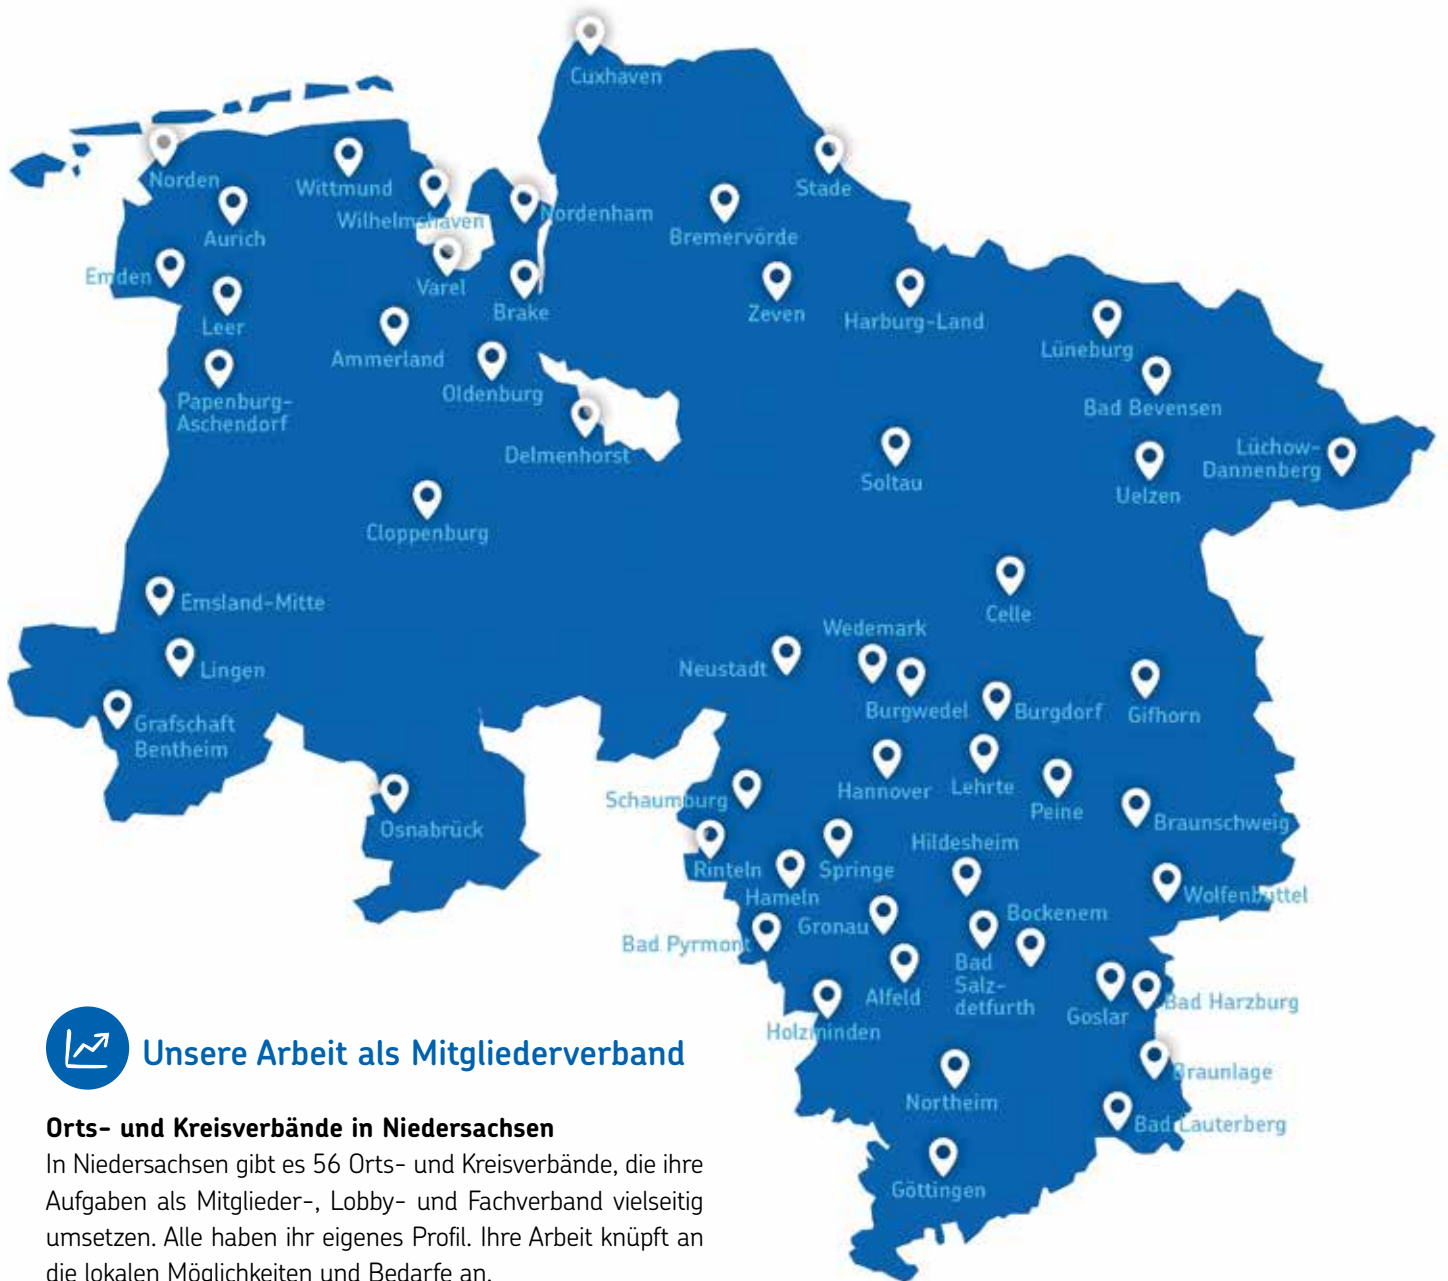 Cuxhaven
Norden
Wittmund
Wilhelmshaven
Nordenham
Stade
Aurich
Bremervörde
Emden
Varel
Leer
Brake
Zeven
Harburg-Land
Ammerland
Lüneburg
Oldenburg
Papenburg-
Aschendorf
Bad Bevensen
Delmenhorst
Lüchow-
Dannenberg
Soltau
Uelzen
Cloppenburg
Emsland-Mitte
Celle
Wedemark
Lingen
Neustadt
Burgwedel
Burgdorf
Gifhorn
Grafschaft
Bentheim
Schaumburg
Hannover
Lehrte
Peine
Braunschweig
Osnabrück
Hildesheim
Rinteln
Springe
Hameln
Wolfenbüttel
Bockenem
Gronau
Bad Pyrmont
Bad
Salz-
detfurth
Alfeld
Goslar
Bad Harzburg
Holzminden
Braunlage
Northeim
Bad Lauterberg
Göttingen
Unsere Arbeit als Mitgliederverband
Orts- und Kreisverbände in Niedersachsen
In Niedersachsen gibt es 56 Orts- und Kreisverbände, die ihre
Aufgaben als Mitglieder-, Lobby- und Fachverband vielseitig
umsetzen. Alle haben ihr eigenes Profil. Ihre Arbeit knüpft an
die lokalen Möglichkeiten und Bedarfe an.